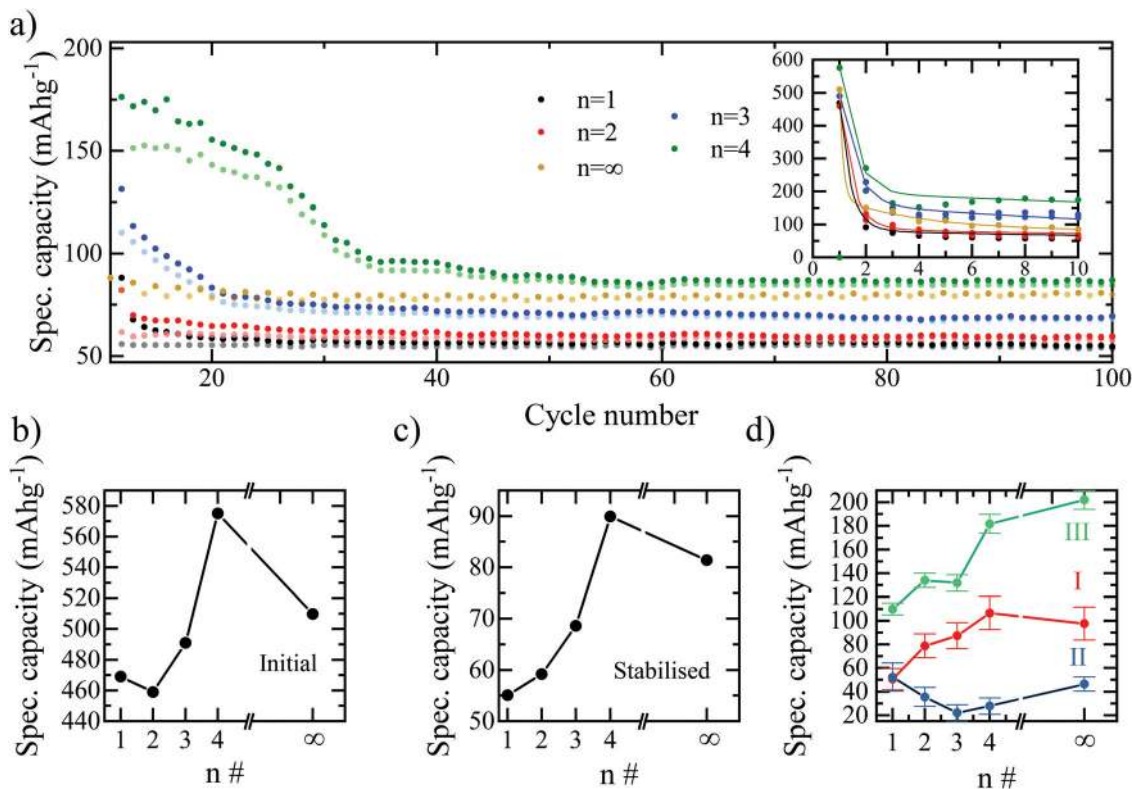 a)
Spec. capacity (mAhg⁻¹)
200
150
100
50
20
40
60
80
100
Cycle number
n=1
n=2
n=∞
n=3
n=4
600
500
400
300
200
100
0
0
2
4
6
8
10
b)
Spec. capacity (mAhg⁻¹)
580
560
540
520
500
480
460
440
Initial
1 2 3 4 ∞
n #
c)
Spec. capacity (mAhg⁻¹)
90
80
70
60
50
Stabilised
1 2 3 4 ∞
n #
d)
Spec. capacity (mAhg⁻¹)
200
180
160
140
120
100
80
60
40
20
III
I
II
1 2 3 4 ∞
n #